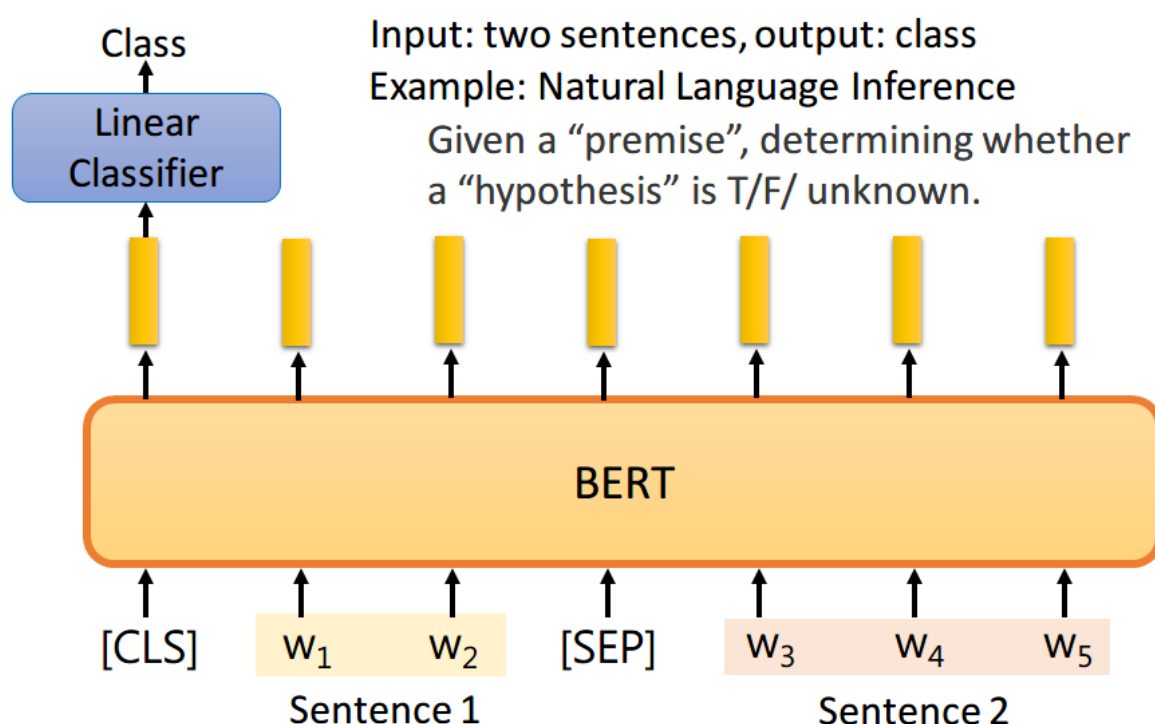 Class
Input: two sentences, output: class
Example: Natural Language Inference
Given a “premise”, determining whether
a “hypothesis” is T/F/ unknown.
Linear
Classifier
BERT
[CLS] w₁ w₂ [SEP] w₃ w₄ w₅
Sentence 1 Sentence 2